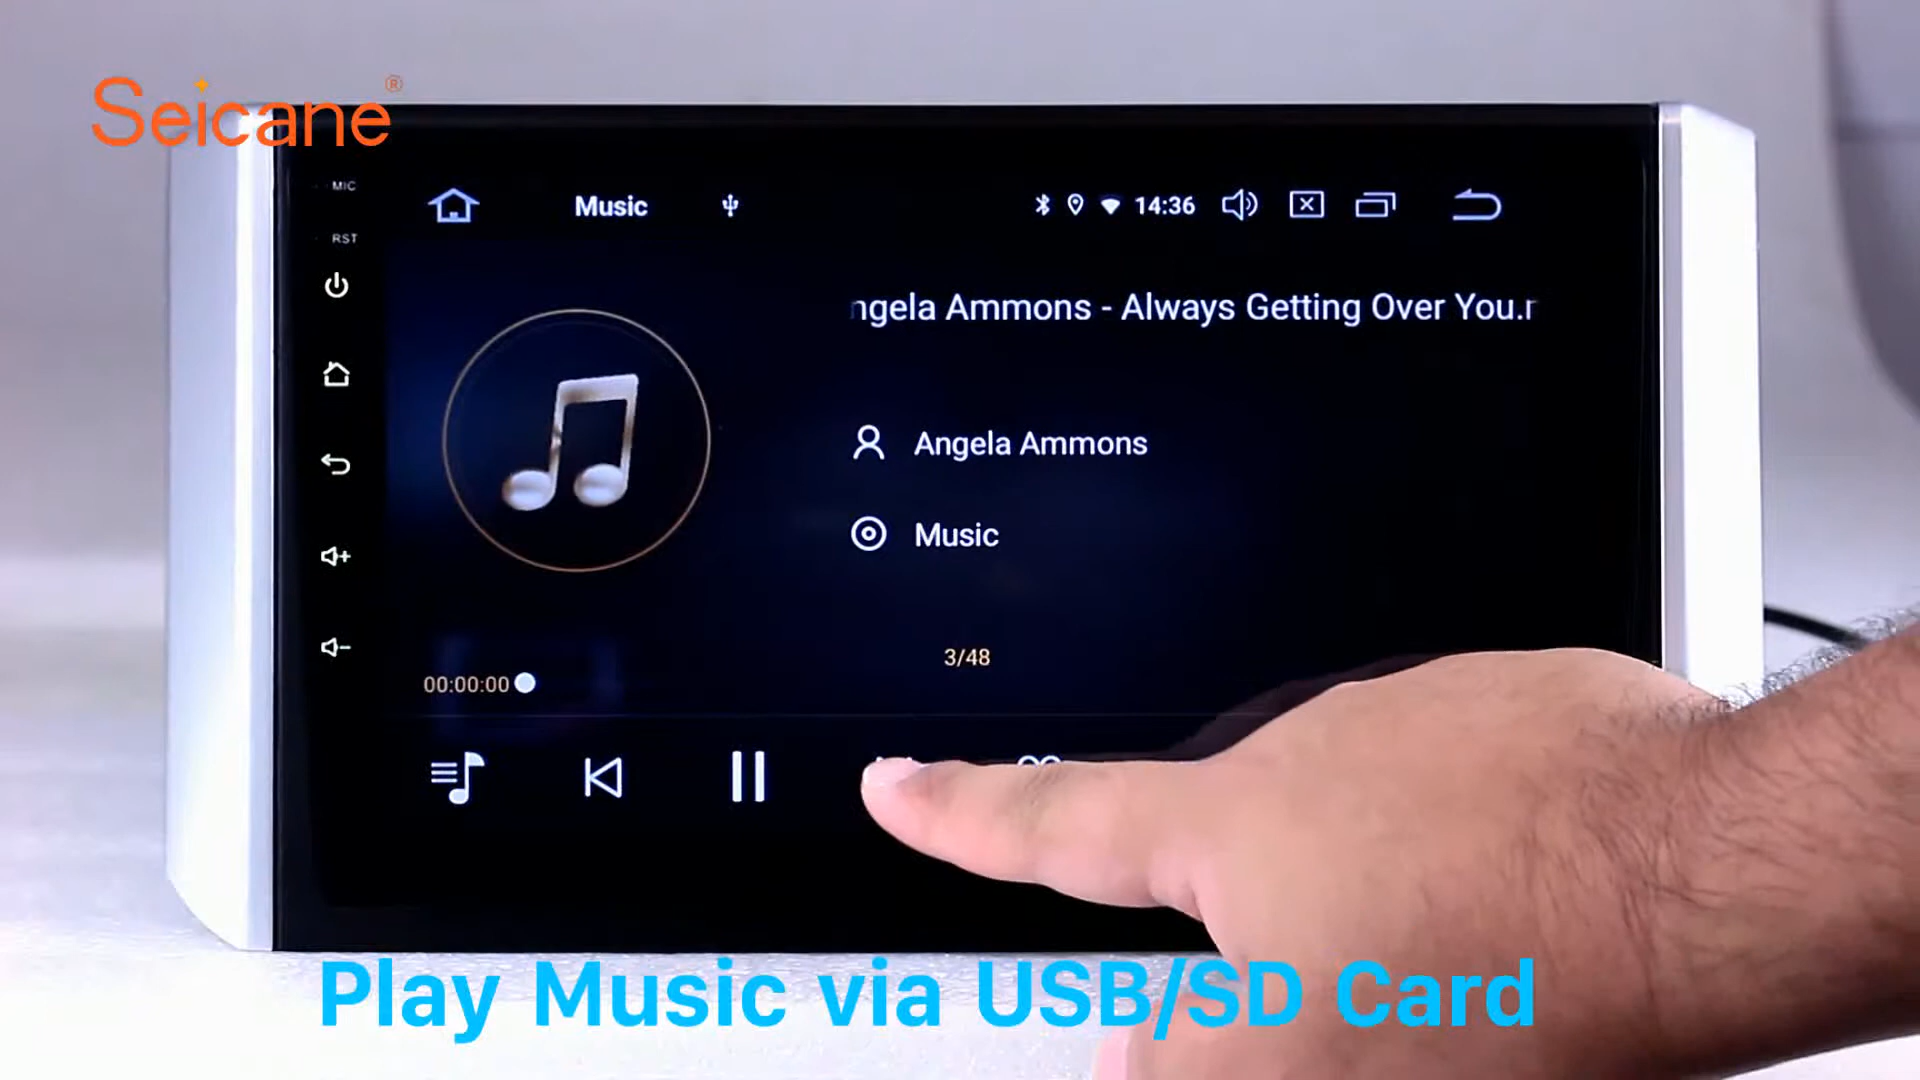 Seicane®
MIC
RST
Music
14:36
ngela Ammons - Always Getting Over You.r
Angela Ammons
Music
3/48
00:00:00
Play Music via USB/SD Card